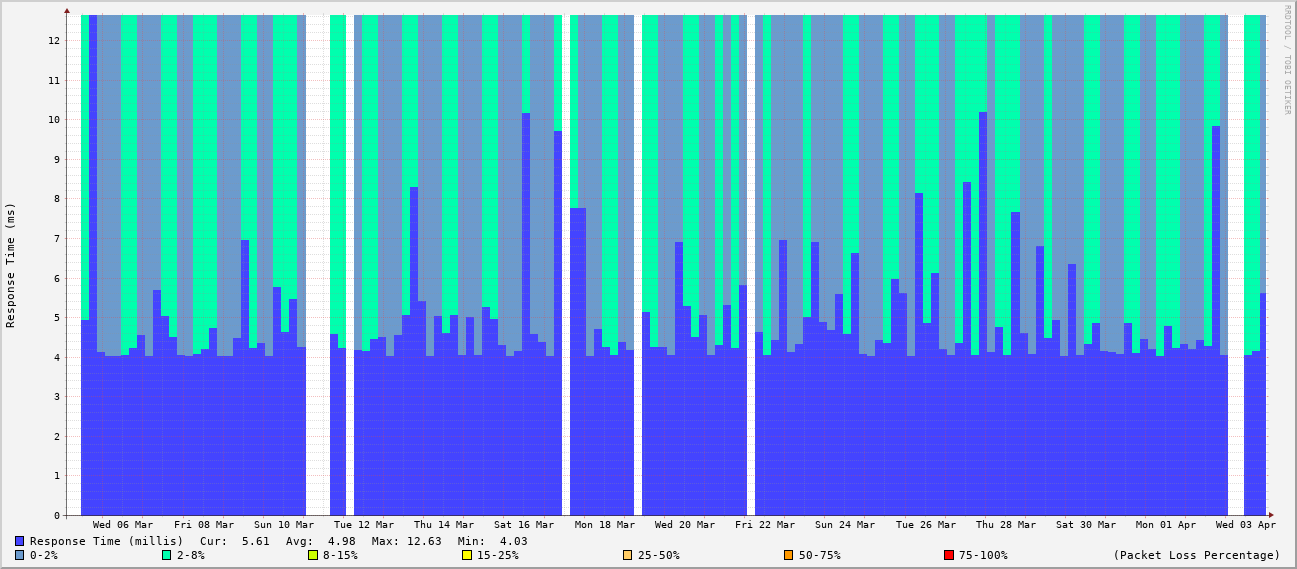 RRDTOOL / TOBI OETIKER
Response Time (ms)
12
11
10
9
8
7
6
5
4
3
2
1
0
Wed 06 Mar Fri 08 Mar Sun 10 Mar Tue 12 Mar Thu 14 Mar Sat 16 Mar Mon 18 Mar Wed 20 Mar Fri 22 Mar Sun 24 Mar Tue 26 Mar Thu 28 Mar Sat 30 Mar Mon 01 Apr Wed 03 Apr
Response Time (millis) Cur: 5.61 Avg: 4.98 Max: 12.63 Min: 4.03
0-2% 2-8% 8-15% 15-25% 25-50% 50-75% 75-100% (Packet Loss Percentage)